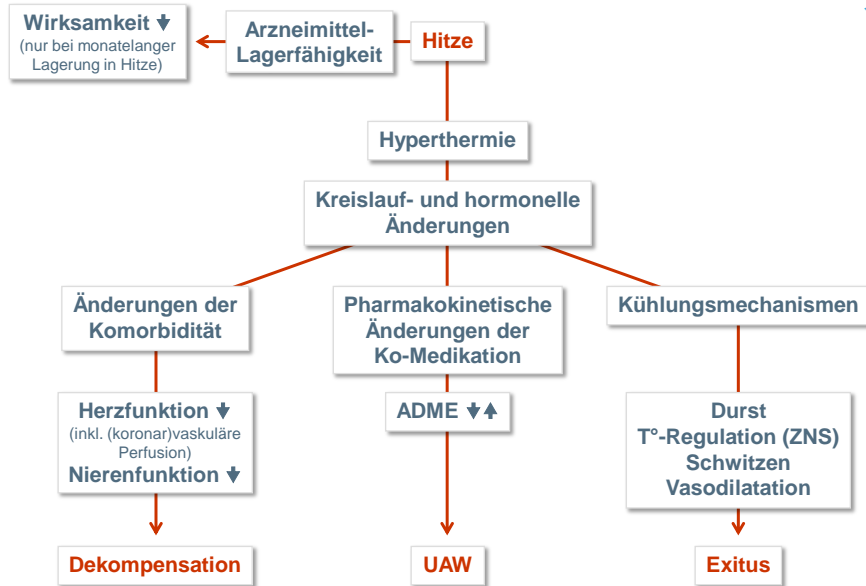 Wirksamkeit ↓
(nur bei monatelanger
Lagerung in Hitze)
Arzneimittel-
Lagerfähigkeit
Hitze
Hyperthermie
Kreislauf- und hormonelle
Änderungen
Änderungen der
Komorbidität
Pharmakokinetische
Änderungen der
Ko-Medikation
Kühlungsmechanismen
Herzfunktion ↓
(inkl. (koronar)vaskuläre
Perfusion)
Nierenfunktion ↓
ADME ↓↑
Durst
T°-Regulation (ZNS)
Schwitzen
Vasodilatation
Dekompensation
UAW
Exitus